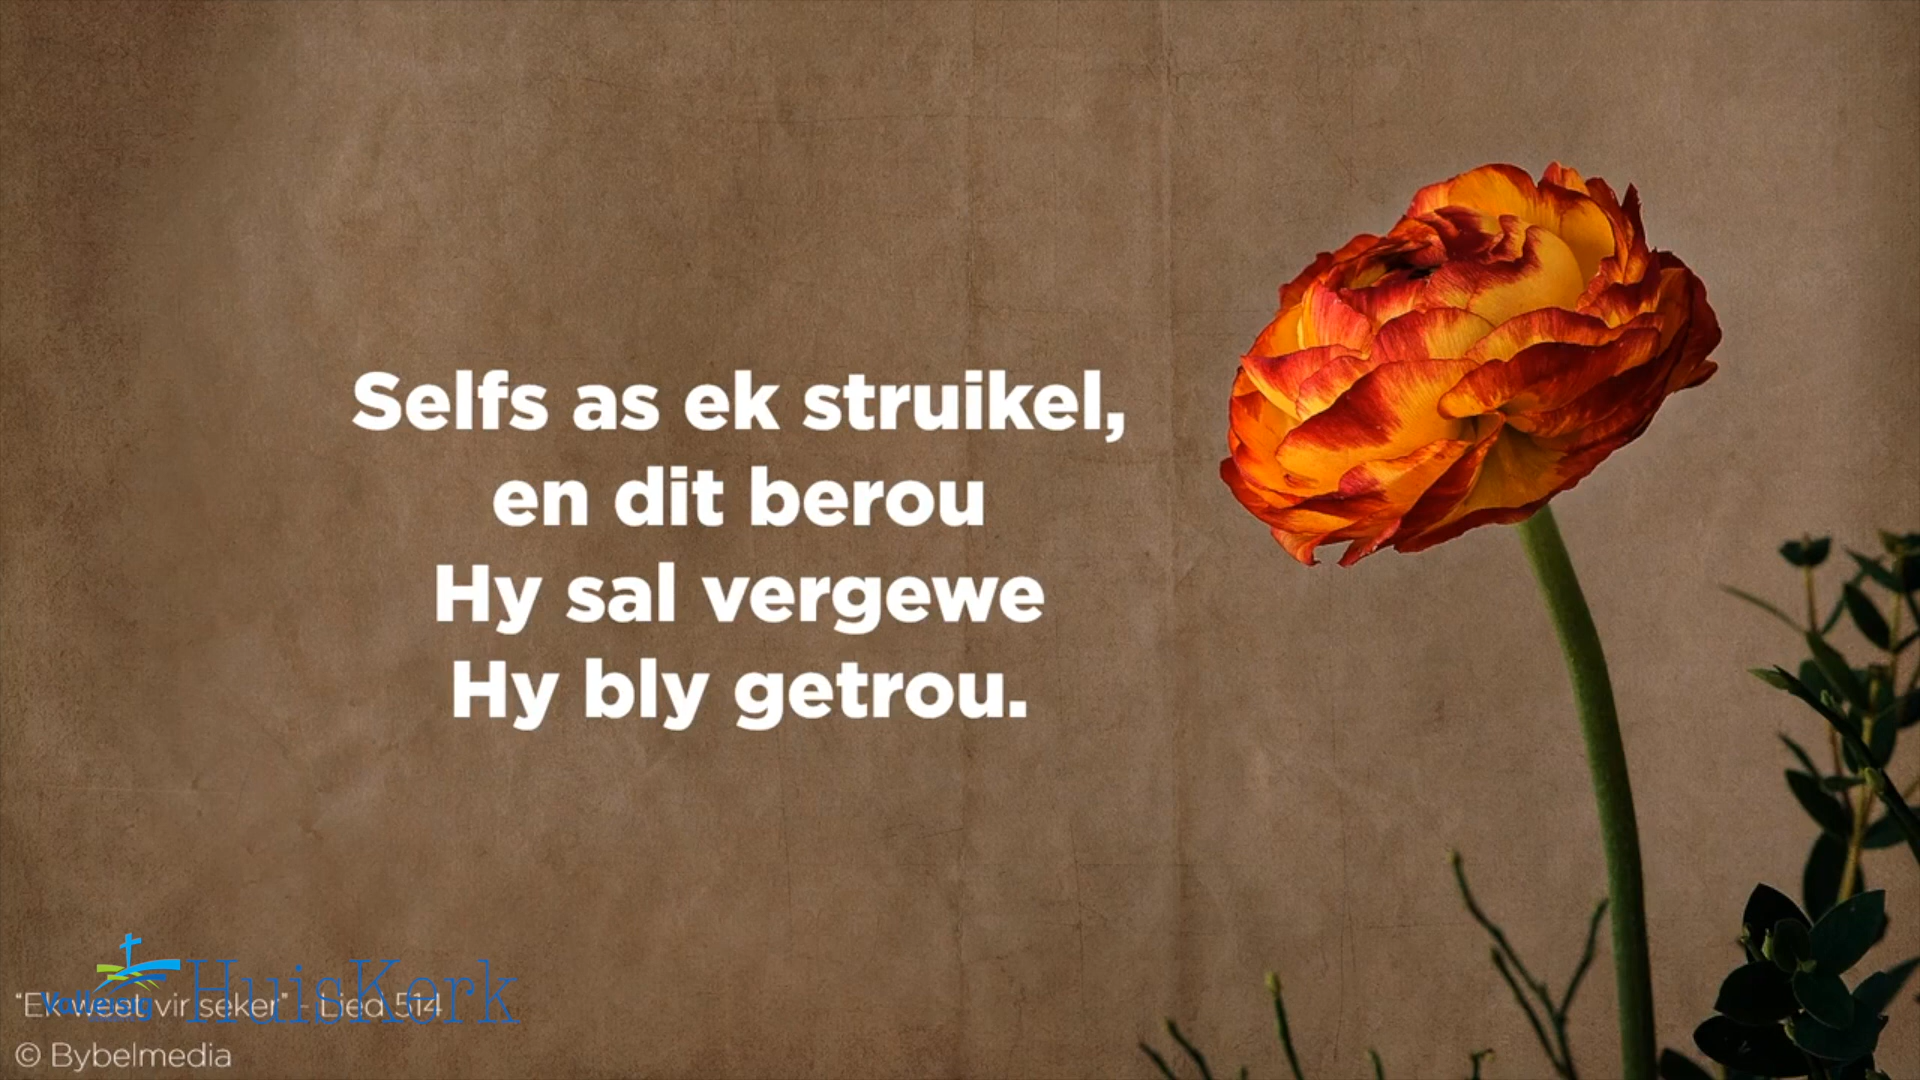 Selfs as ek struikel,
en dit berou
Hy sal vergewe
Hy bly getrou.
HuisKerk
"Ek weet vir seker" - Lied 514
© Bybelmedia